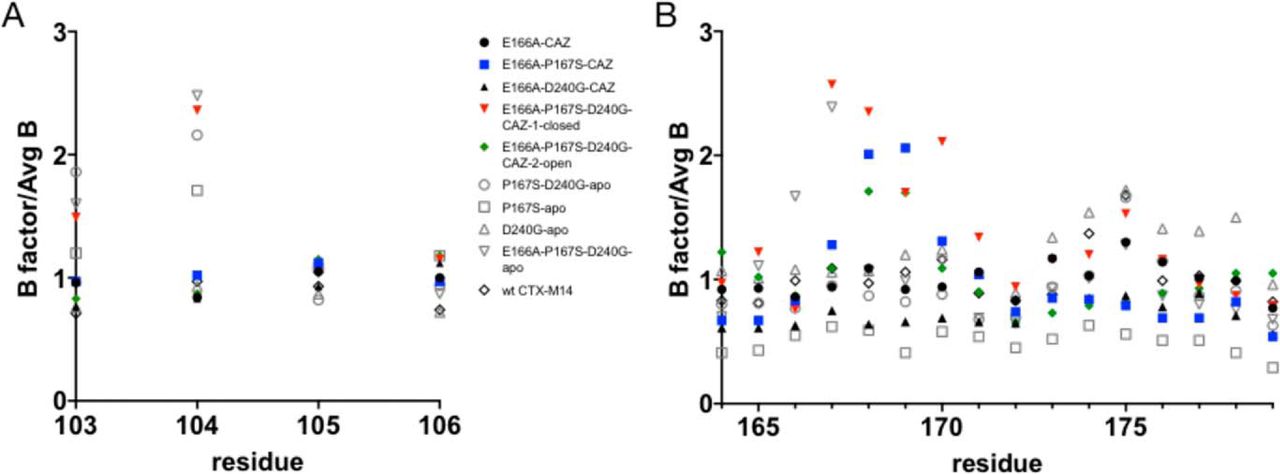 A
B factor/Avg B
3
2
1
0
103 104 105 106
residue
E166A-CAZ
E166A-P167S-CAZ
E166A-D240G-CAZ
E166A-P167S-D240G-
CAZ-1-closed
E166A-P167S-D240G-
CAZ-2-open
P167S-D240G-apo
P167S-apo
D240G-apo
E166A-P167S-D240G-
apo
wt CTX-M14
B
B factor/Avg B
3
2
1
0
165 170 175
residue